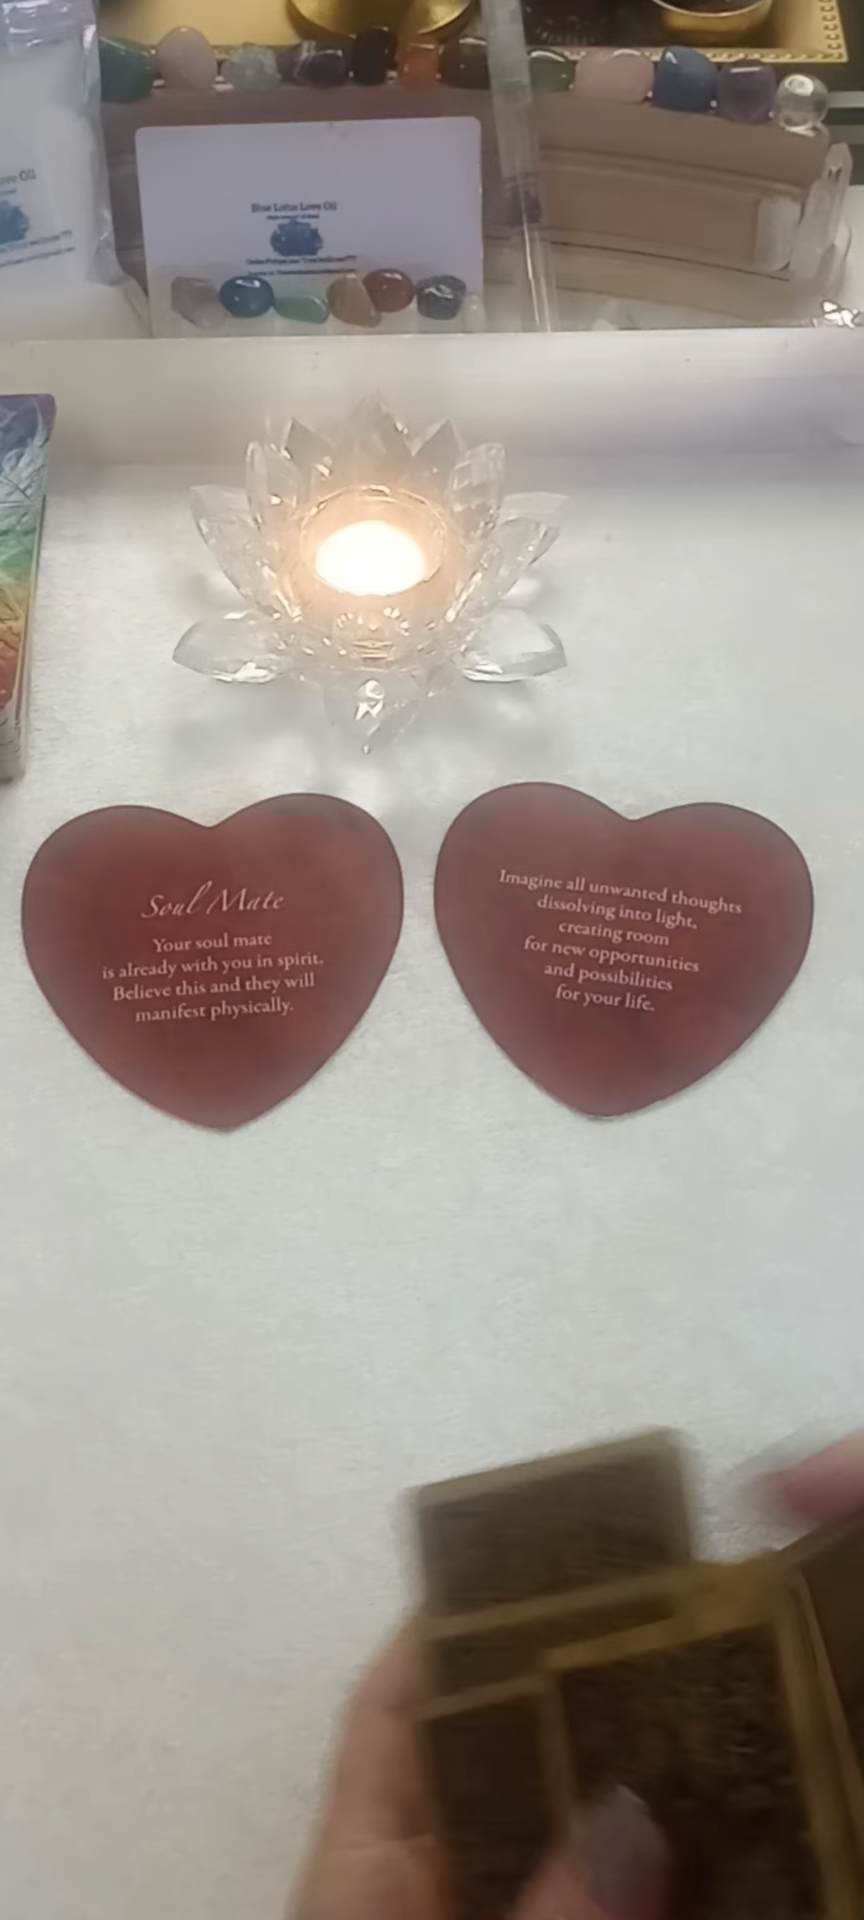 ove Oil
Blue Lotus Love Oil
Soul Mate
Your soul mate
is already with you in spirit.
Believe this and they will
manifest physically.
Imagine all unwanted thoughts
dissolving into light,
creating room
for new opportunities
and possibilities
for your life.